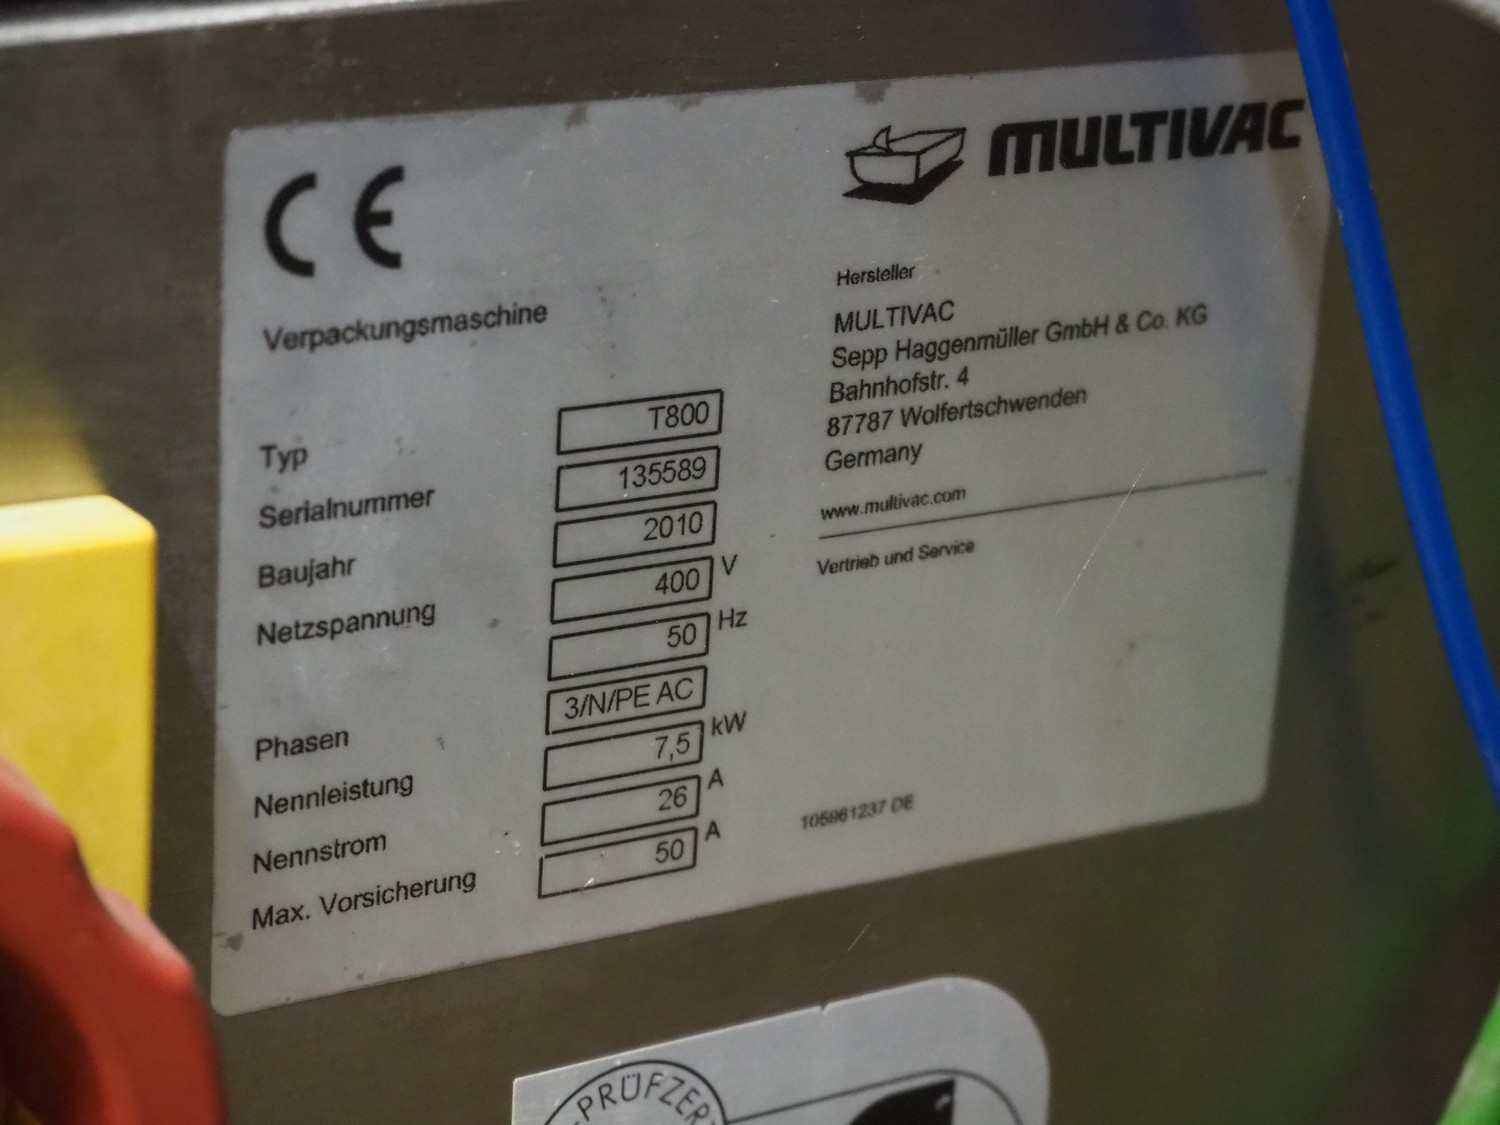 CE
MULTIVAC
Verpackungsmaschine
Typ T800
Serialnummer 135589
Baujahr 2010
Netzspannung 400 V
50 Hz
Phasen 3/N/PE AC
Nennleistung 7,5 kW
Nennstrom 26 A
Max. Vorsicherung 50 A
Hersteller
MULTIVAC
Sepp Haggenmüller GmbH & Co. KG
Bahnhofstr. 4
87787 Wolfertschwenden
Germany
www.multivac.com
Vertrieb und Service
105961237 DE